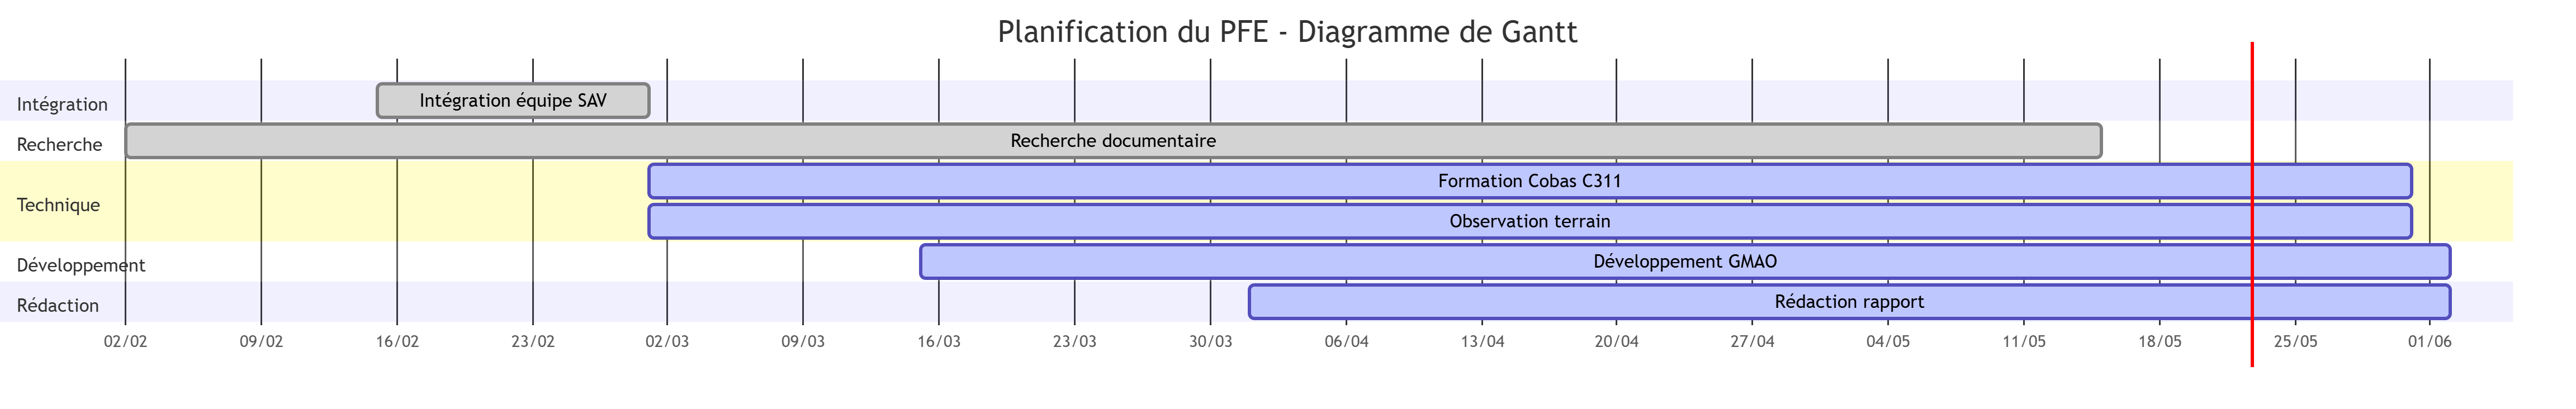 Planification du PFE - Diagramme de Gantt
Intégration
Intégration équipe SAV
Recherche
Recherche documentaire
Technique
Formation Cobas C311
Observation terrain
Développement
Développement GMAO
Rédaction
Rédaction rapport
02/02 09/02 16/02 23/02 02/03 09/03 16/03 23/03 30/03 06/04 13/04 20/04 27/04 04/05 11/05 18/05 25/05 01/06